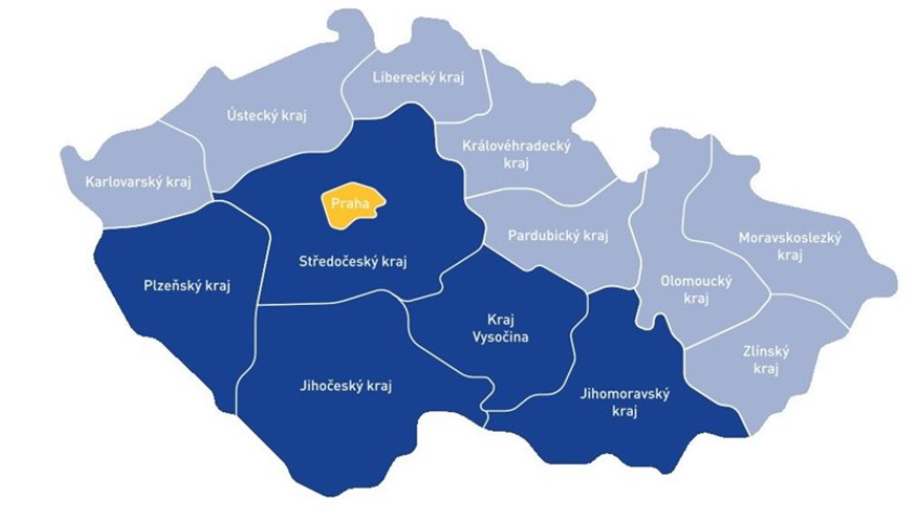 Liberecký kraj
Ústecký kraj
Královéhradecký
kraj
Karlovarský kraj
Praha
Pardubický kraj
Moravskoslezký
kraj
Středočeský kraj
Plzeňský kraj
Olomoucký
kraj
Kraj
Vysočina
Zlínský
kraj
Jihočeský kraj
Jihomoravský
kraj